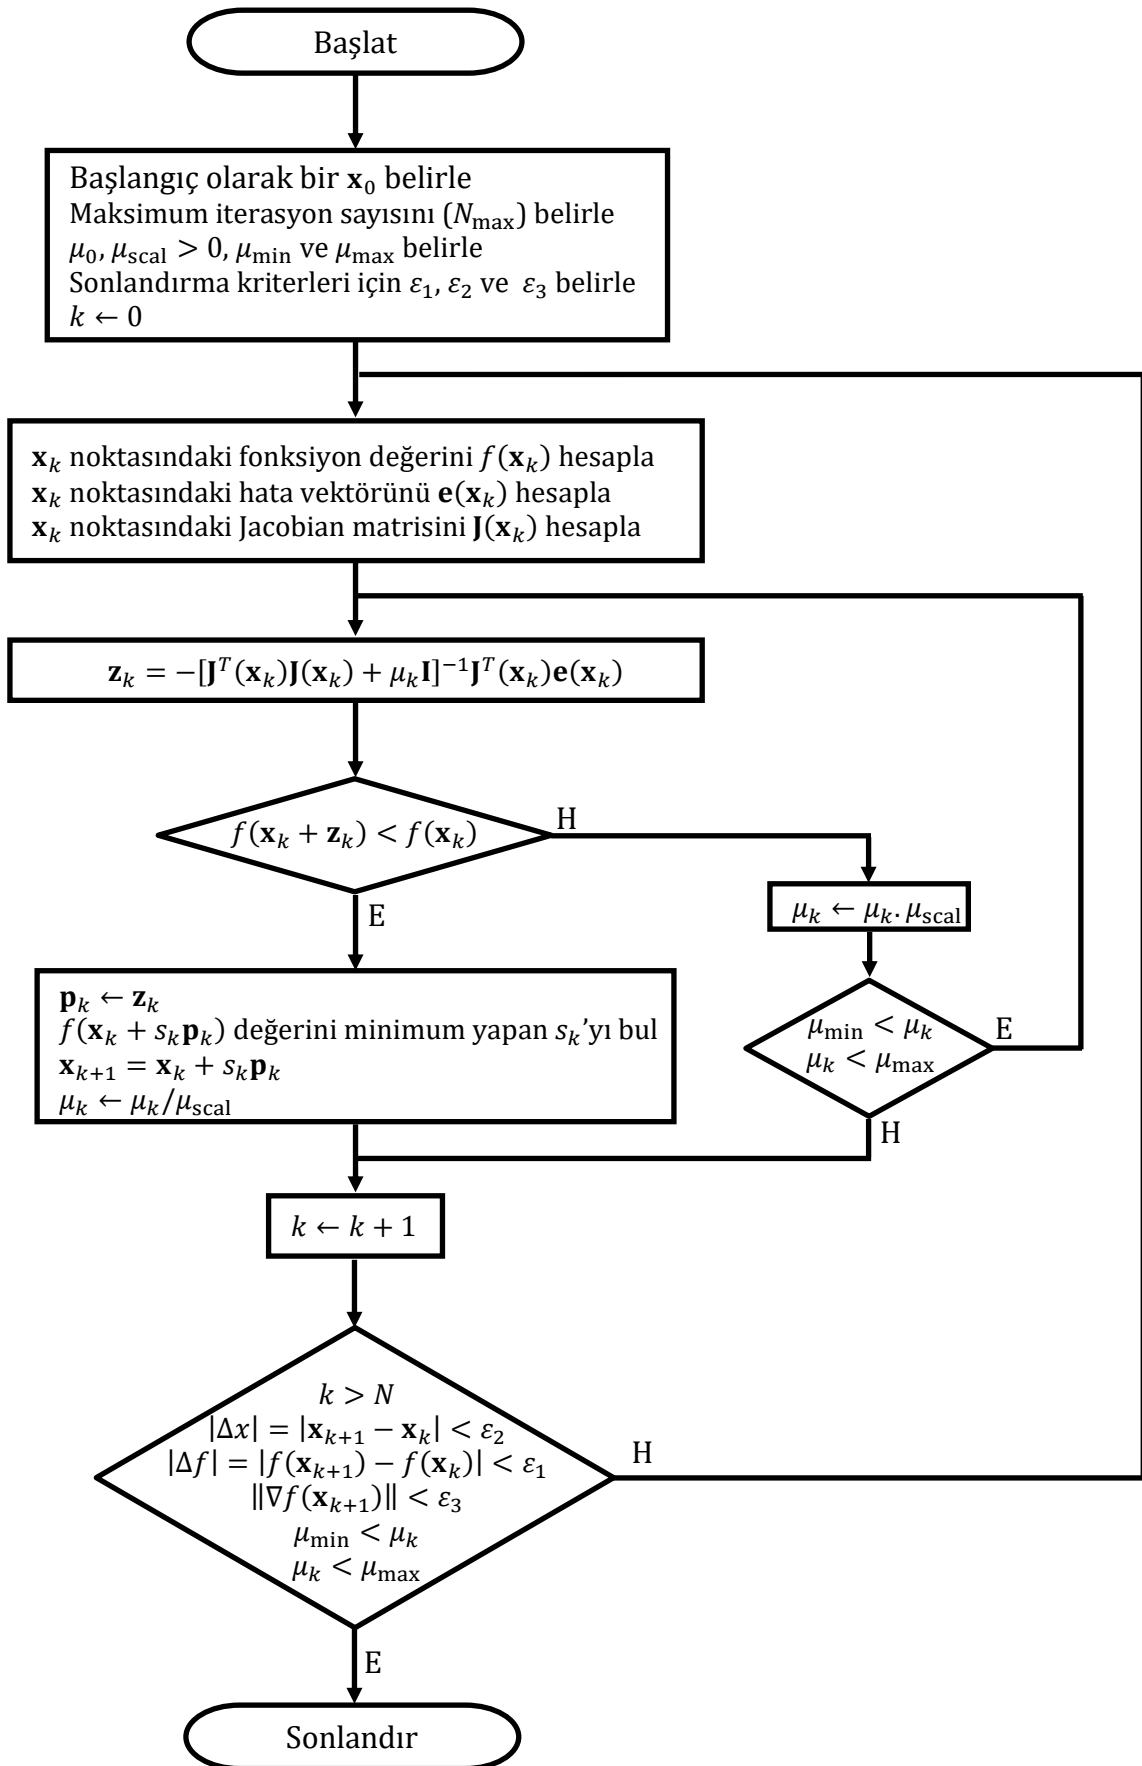 Başlat
Başlangıç olarak bir x₀ belirle
Maksimum iterasyon sayısını (N_max) belirle
μ₀, μ_scal > 0, μ_min ve μ_max belirle
Sonlandırma kriterleri için ε₁, ε₂ ve ε₃ belirle
k ← 0
x_k noktasındaki fonksiyon değerini f(x_k) hesapla
x_k noktasındaki hata vektörünü e(x_k) hesapla
x_k noktasındaki Jacobian matrisini J(x_k) hesapla
z_k = −[J^T(x_k)J(x_k) + μ_k I]^−1 J^T(x_k)e(x_k)
f(x_k + z_k) < f(x_k)
H
μ_k ← μ_k. μ_scal
E
p_k ← z_k
f(x_k + s_k p_k) değerini minimum yapan s_k’yı bul
x_k+1 = x_k + s_k p_k
μ_k ← μ_k/μ_scal
μ_min < μ_k
μ_k < μ_max
E
H
k ← k + 1
k > N
|Δx| = |x_k+1 − x_k| < ε₂
|Δf| = |f(x_k+1) − f(x_k)| < ε₁
‖∇f(x_k+1)‖ < ε₃
μ_min < μ_k
μ_k < μ_max
H
E
Sonlandır